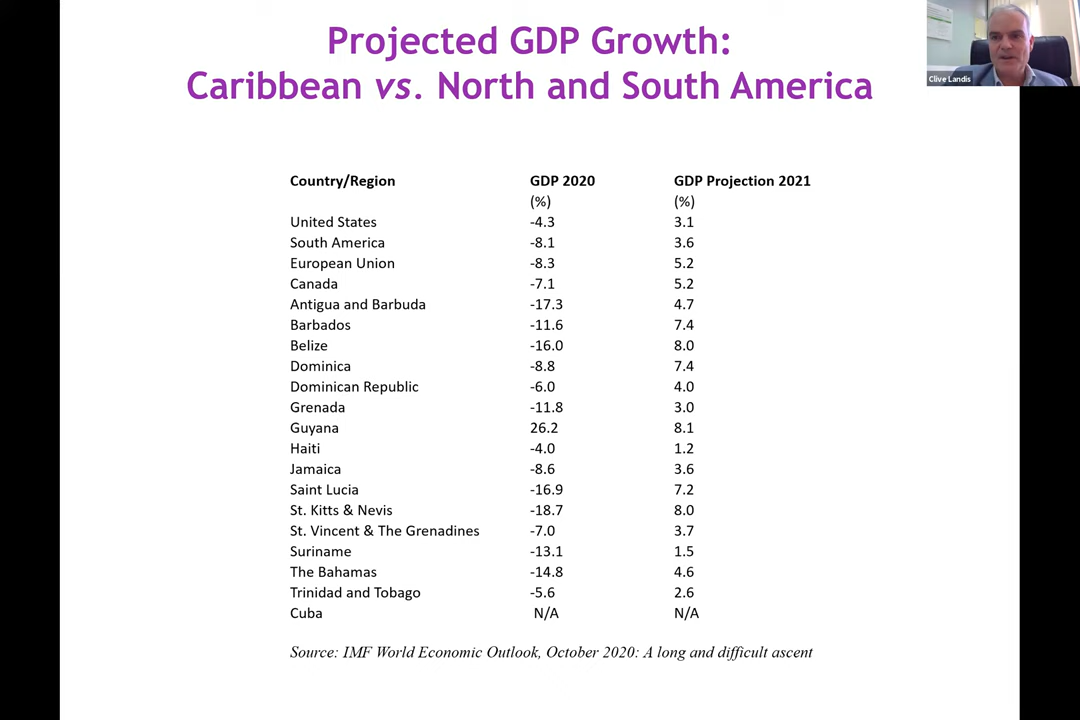 Projected GDP Growth:
Caribbean vs. North and South America
Clive Landis
Country/Region GDP 2020 GDP Projection 2021
(%) (%)
United States -4.3 3.1
South America -8.1 3.6
European Union -8.3 5.2
Canada -7.1 5.2
Antigua and Barbuda -17.3 4.7
Barbados -11.6 7.4
Belize -16.0 8.0
Dominica -8.8 7.4
Dominican Republic -6.0 4.0
Grenada -11.8 3.0
Guyana 26.2 8.1
Haiti -4.0 1.2
Jamaica -8.6 3.6
Saint Lucia -16.9 7.2
St. Kitts & Nevis -18.7 8.0
St. Vincent & The Grenadines -7.0 3.7
Suriname -13.1 1.5
The Bahamas -14.8 4.6
Trinidad and Tobago -5.6 2.6
Cuba N/A N/A
Source: IMF World Economic Outlook, October 2020: A long and difficult ascent